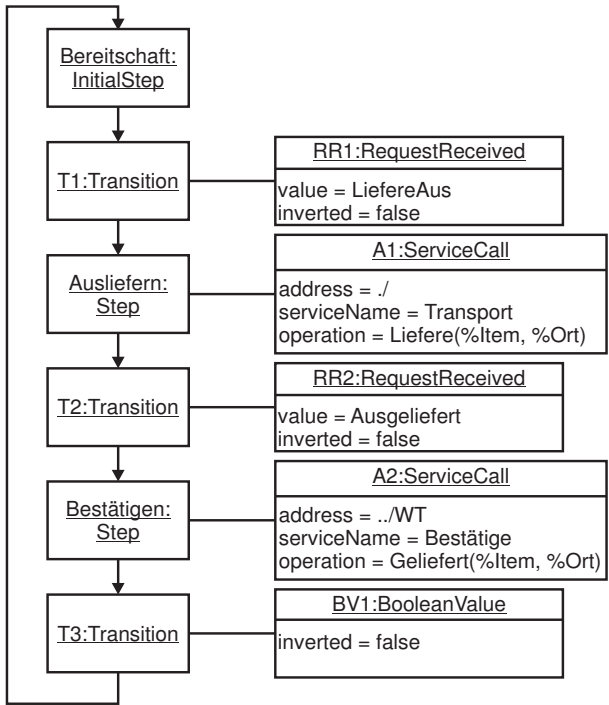 Bereitschaft:
InitialStep
T1:Transition
RR1:RequestReceived
value = LiefereAus
inverted = false
Ausliefern:
Step
A1:ServiceCall
address = ./
serviceName = Transport
operation = Liefere(%Item, %Ort)
T2:Transition
RR2:RequestReceived
value = Ausgeliefert
inverted = false
Bestätigen:
Step
A2:ServiceCall
address = ../WT
serviceName = Bestätige
operation = Geliefert(%Item, %Ort)
T3:Transition
BV1:BooleanValue
inverted = false